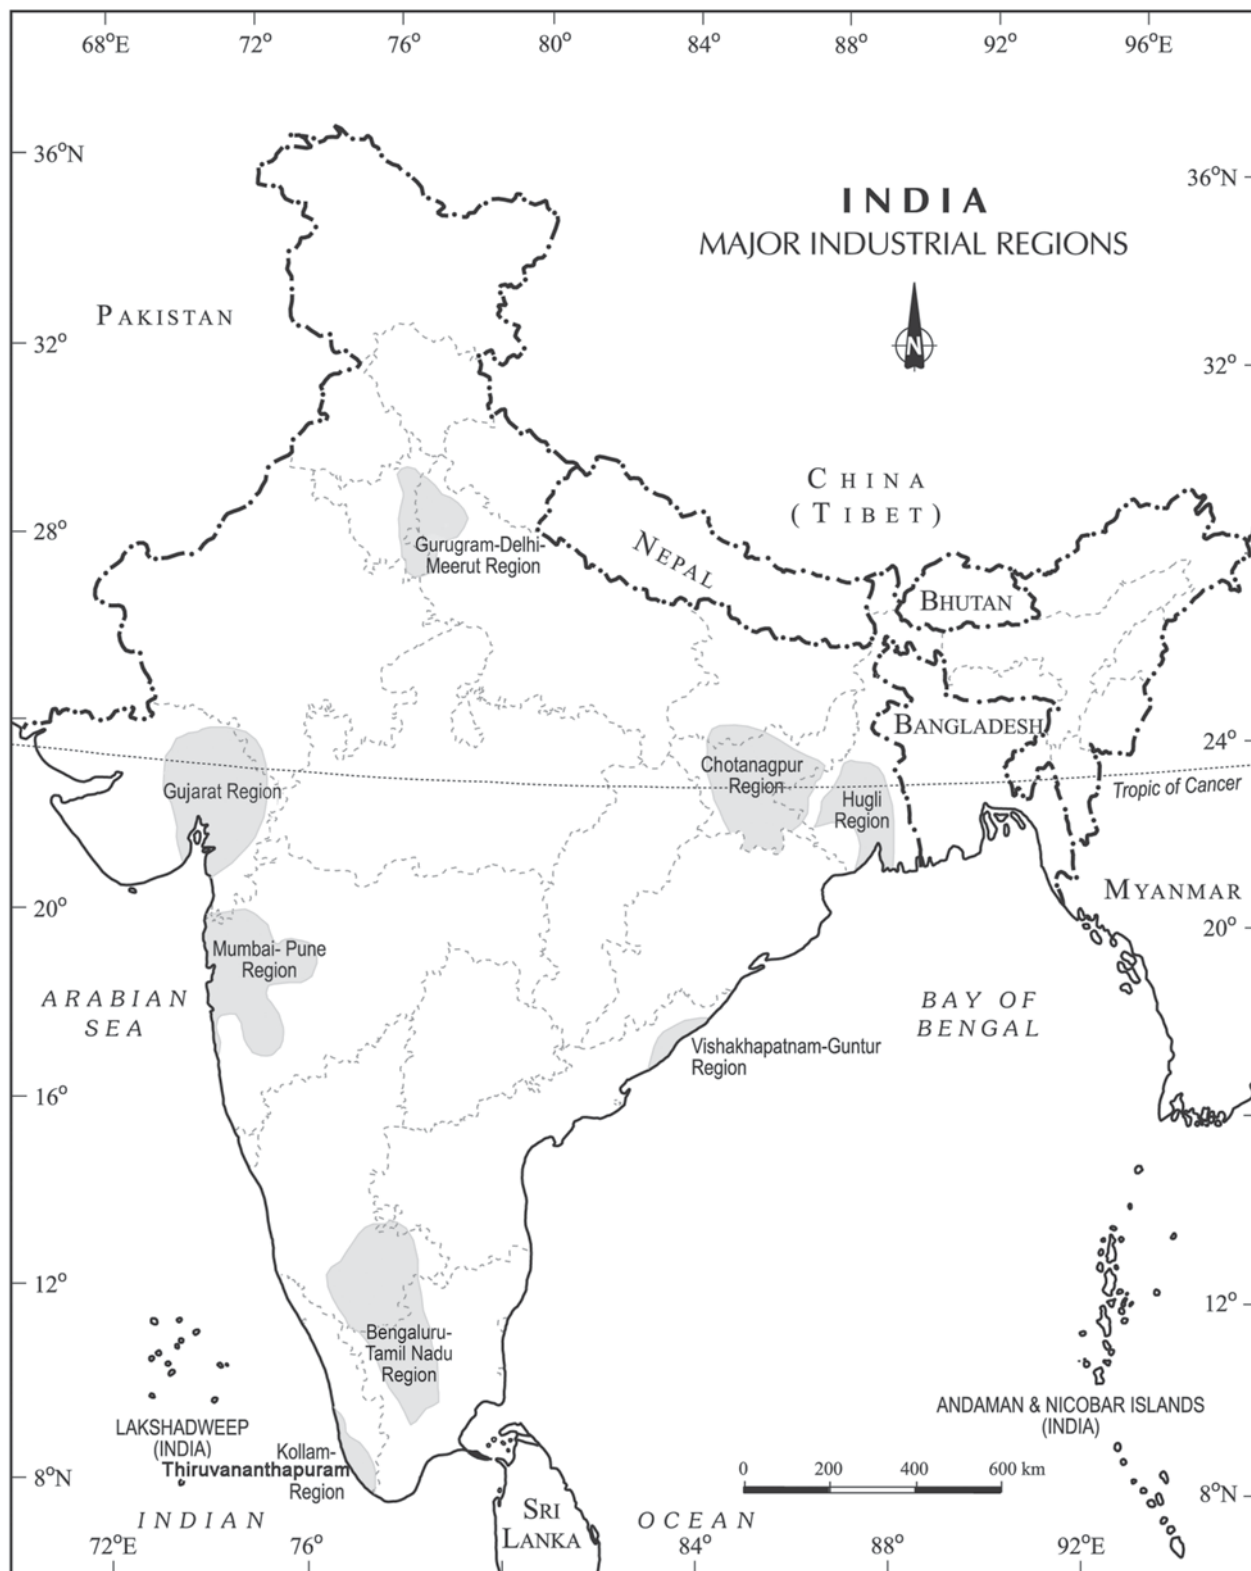 68°E 72° 76° 80° 84° 88° 92° 96°E
36°N
36°N
INDIA
MAJOR INDUSTRIAL REGIONS
N
PAKISTAN
32°
32°
CHINA
(TIBET)
28°
Gurugram-Delhi-
Meerut Region
NEPAL
BHUTAN
BANGLADESH
24°
Tropic of Cancer
Gujarat Region
Chotanagpur
Region
Hugli
Region
MYANMAR
20°
20°
Mumbai- Pune
Region
ARABIAN
SEA
BAY OF
BENGAL
Vishakhapatnam-Guntur
Region
16°
12°
12°
Bengaluru-
Tamil Nadu
Region
LAKSHADWEEP
(INDIA)
ANDAMAN & NICOBAR ISLANDS
(INDIA)
Kollam-
Thiruvananthapuram
Region
8°N
8°N
0 200 400 600 km
SRI
LANKA
INDIAN OCEAN
72°E 76° 84° 88° 92°E